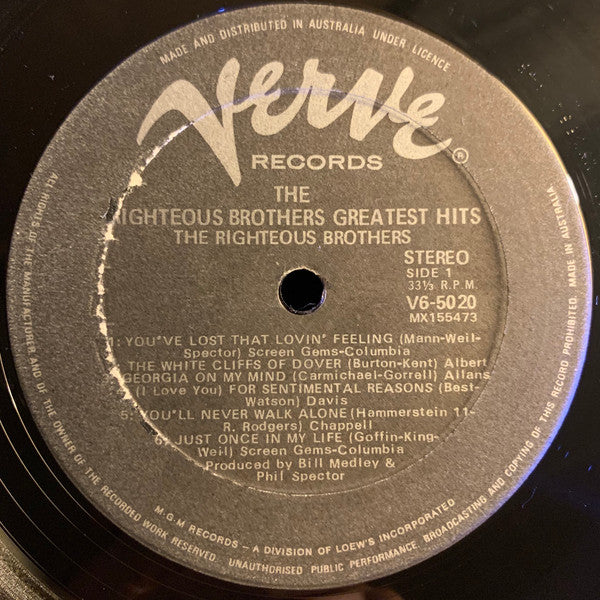 MADE AND DISTRIBUTED IN AUSTRALIA UNDER LICENCE
Verve ®
RECORDS
THE
RIGHTEOUS BROTHERS GREATEST HITS
THE RIGHTEOUS BROTHERS
STEREO
SIDE 1
33⅓ R.P.M.
V6-5020
MX155473
1: YOU"VE LOST THAT LOVIN" FEELING (Mann-Weil-
Spector) Screen Gems-Columbia
THE WHITE CLIFFS OF DOVER (Burton-Kent) Albert
GEORGIA ON MY MIND (Carmichael-Gorrell) Allans
(I Love You) FOR SENTIMENTAL REASONS (Best-
Watson) Davis
5: YOU"LL NEVER WALK ALONE (Hammerstein 11-
R. Rodgers) Chappell
6: JUST ONCE IN MY LIFE (Goffin-King-
Weil) Screen Gems-Columbia
Produced by Bill Medley &
Phil Spector
M.G.M RECORDS – A DIVISION OF LOEW'S INCORPORATED
ALL RIGHTS OF THE MANUFACTURER AND OF THE OWNER OF THE RECORDED WORK RESERVED. UNAUTHORISED PUBLIC PERFORMANCE, BROADCASTING AND COPYING OF THIS RECORD PROHIBITED. MADE IN AUSTRALIA